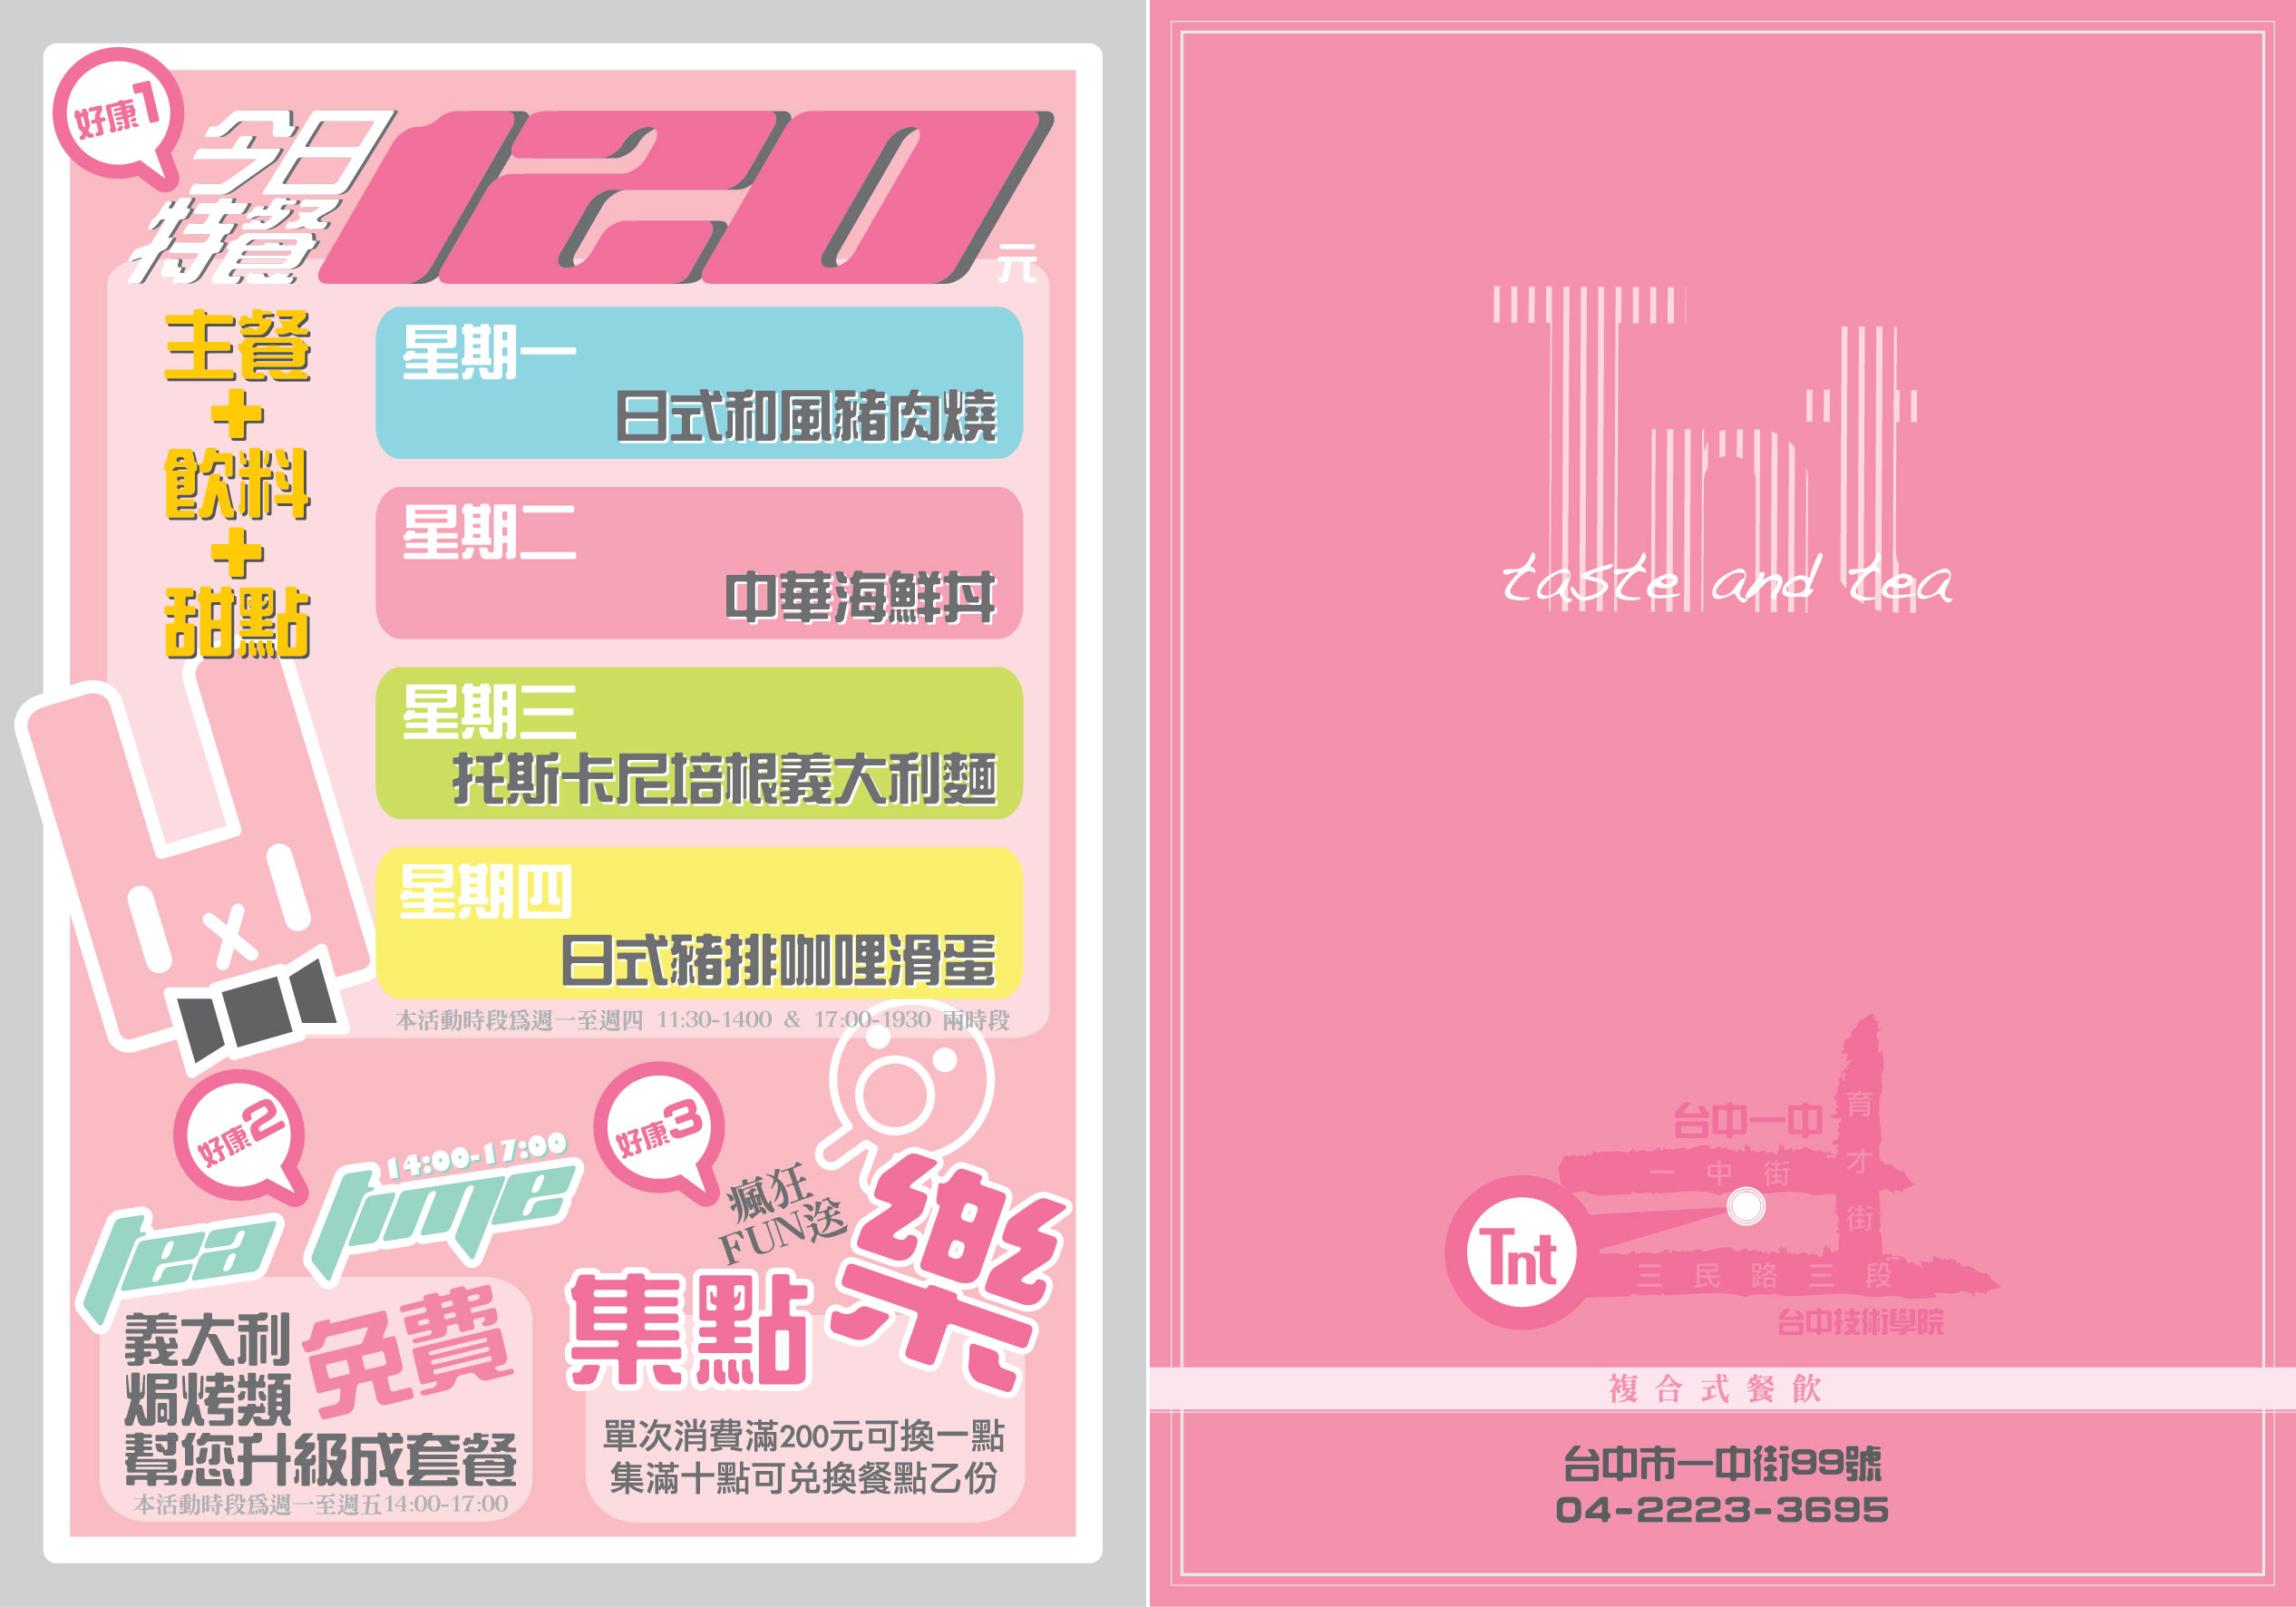 好康1
今日
特餐
120
元
主餐
+
飲料
+
甜點
星期一
日式和風豬肉燒
星期二
中華海鮮丼
星期三
托斯卡尼培根義大利麵
星期四
日式豬排咖哩滑蛋
本活動時段為週一至週四 11:30-1400 & 17:00-1930 兩時段
好康2
tea time
14:00-17:00
義大利
焗烤類
免費
幫您升級成套餐
本活動時段為週一至週五14:00-17:00
好康3
瘋狂
FUN送
集點樂
單次消費滿200元可換一點
集滿十點可兌換餐點乙份
Tnt
taste and tea
台中一中
一中街
育才街
Tnt
三民路三段
台中技術學院
複合式餐飲
台中市一中街99號
04-2223-3695